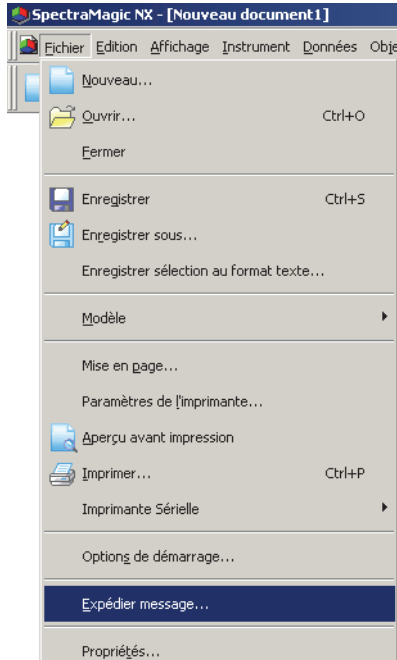 SpectraMagic NX - [Nouveau document1]
Fichier Edition Affichage Instrument Données Obje
Nouveau...
Ouvrir... Ctrl+O
Fermer
Enregistrer Ctrl+S
Enregistrer sous...
Enregistrer sélection au format texte...
Modèle
Mise en page...
Paramètres de l'imprimante...
Aperçu avant impression
Imprimer... Ctrl+P
Imprimante Sérielle
Options de démarrage...
Expédier message...
Propriétés...